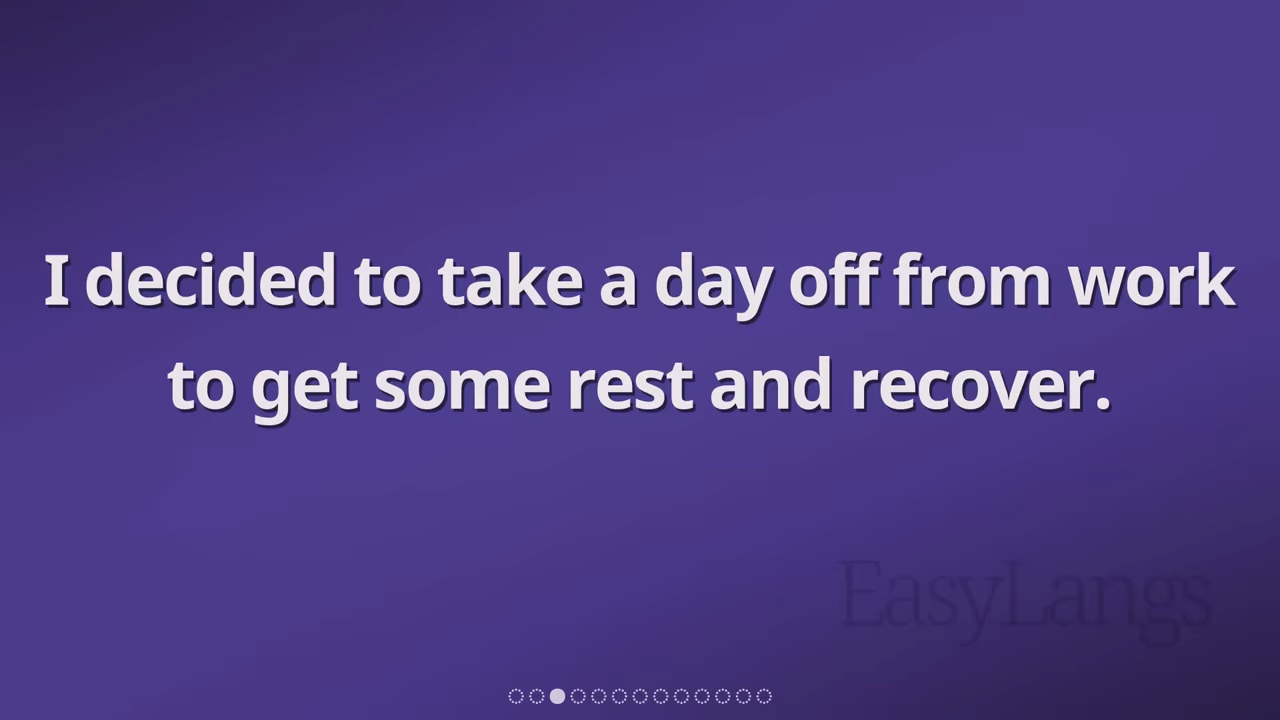 I decided to take a day off from work
to get some rest and recover.
EasyLangs